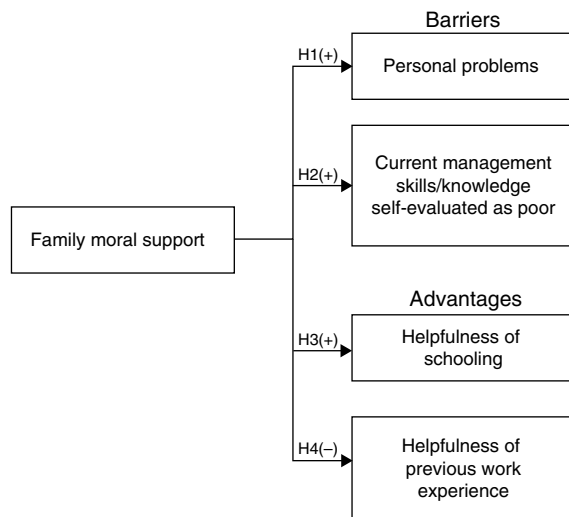 Barriers
H1(+)
Personal problems
H2(+)
Current management
skills/knowledge
self-evaluated as poor
Family moral support
Advantages
H3(+)
Helpfulness of
schooling
H4(–)
Helpfulness of
previous work
experience